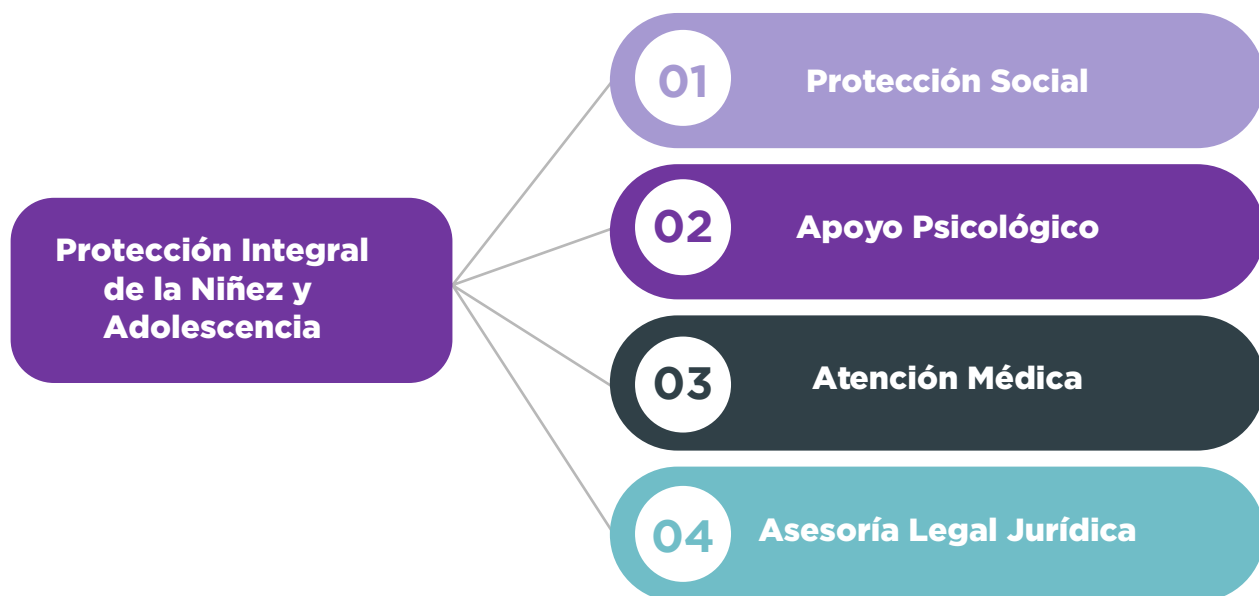 Protección Integral
de la Niñez y
Adolescencia
01
Protección Social
02
Apoyo Psicológico
03
Atención Médica
04
Asesoría Legal Jurídica